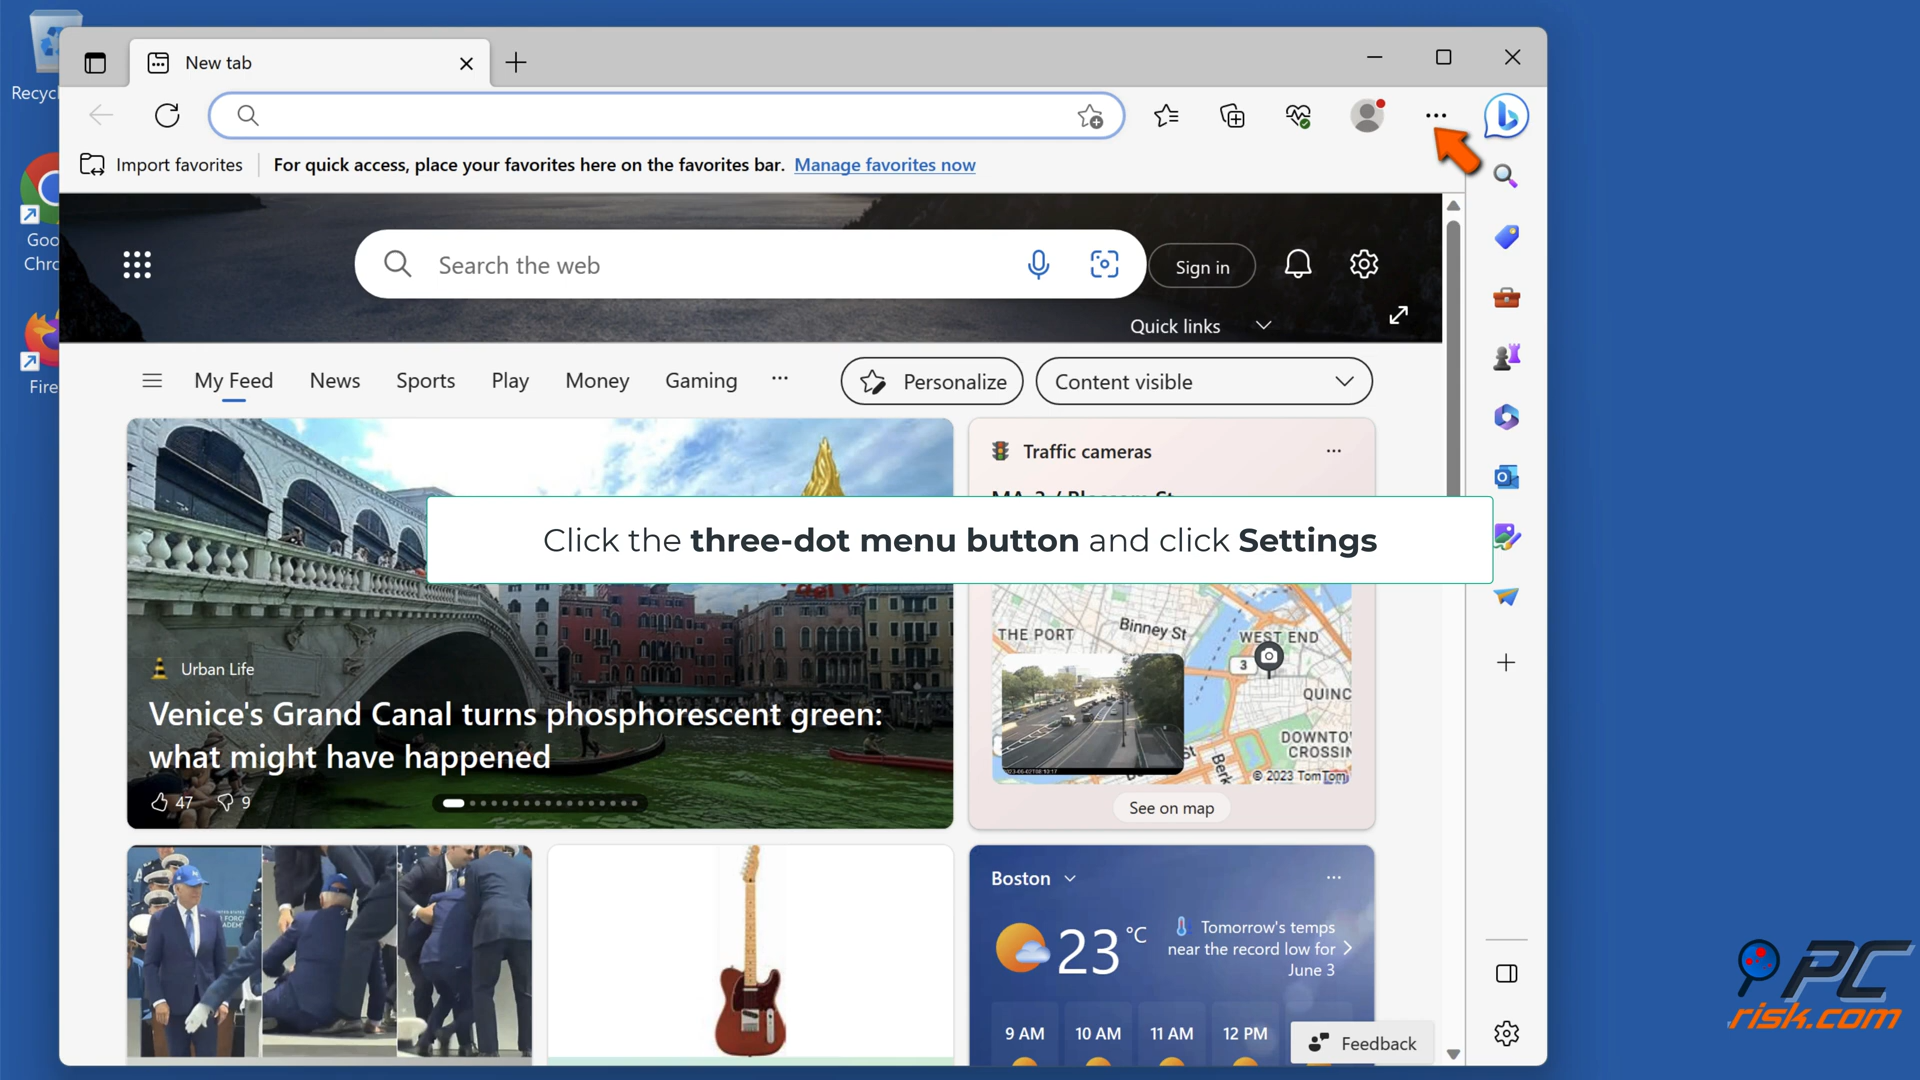 Recyc
New tab
Import favorites
For quick access, place your favorites here on the favorites bar. Manage favorites now
Goo
Chro
Fire
Search the web
Sign in
Quick links
My Feed
News
Sports
Play
Money
Gaming
Personalize
Content visible
Traffic cameras
Click the three-dot menu button and click Settings
Urban Life
Venice's Grand Canal turns phosphorescent green:
what might have happened
47
9
THE PORT
Binney St
WEST END
3
QUINC
DOWNTO
CROSSIN
Berk
© 2023 TomTom
See on map
Boston
23 °C
Tomorrow's temps
near the record low for
June 3
9 AM
10 AM
11 AM
12 PM
Feedback
PC
risk.com